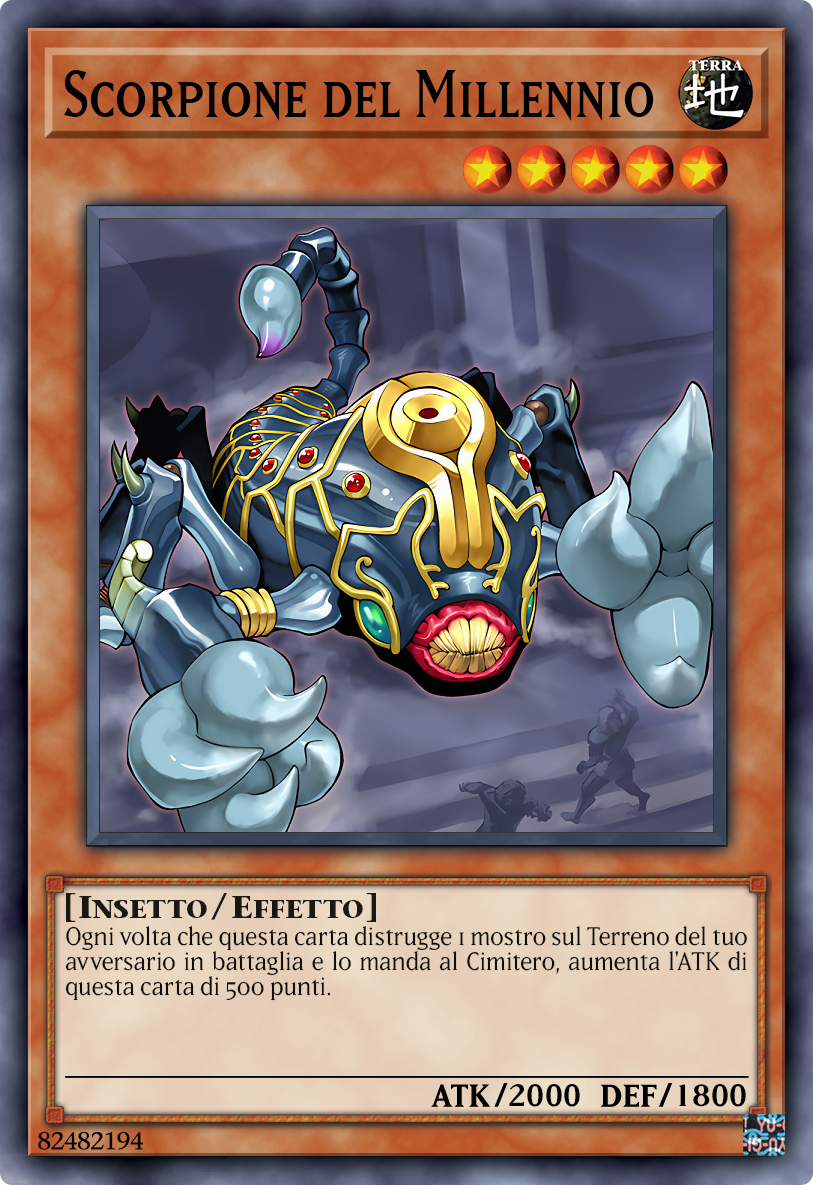 Scorpione del Millennio
TERRA
地
[Insetto/Effetto]
Ogni volta che questa carta distrugge 1 mostro sul Terreno del tuo
avversario in battaglia e lo manda al Cimitero, aumenta l'ATK di
questa carta di 500 punti.
ATK/2000 DEF/1800
82482194